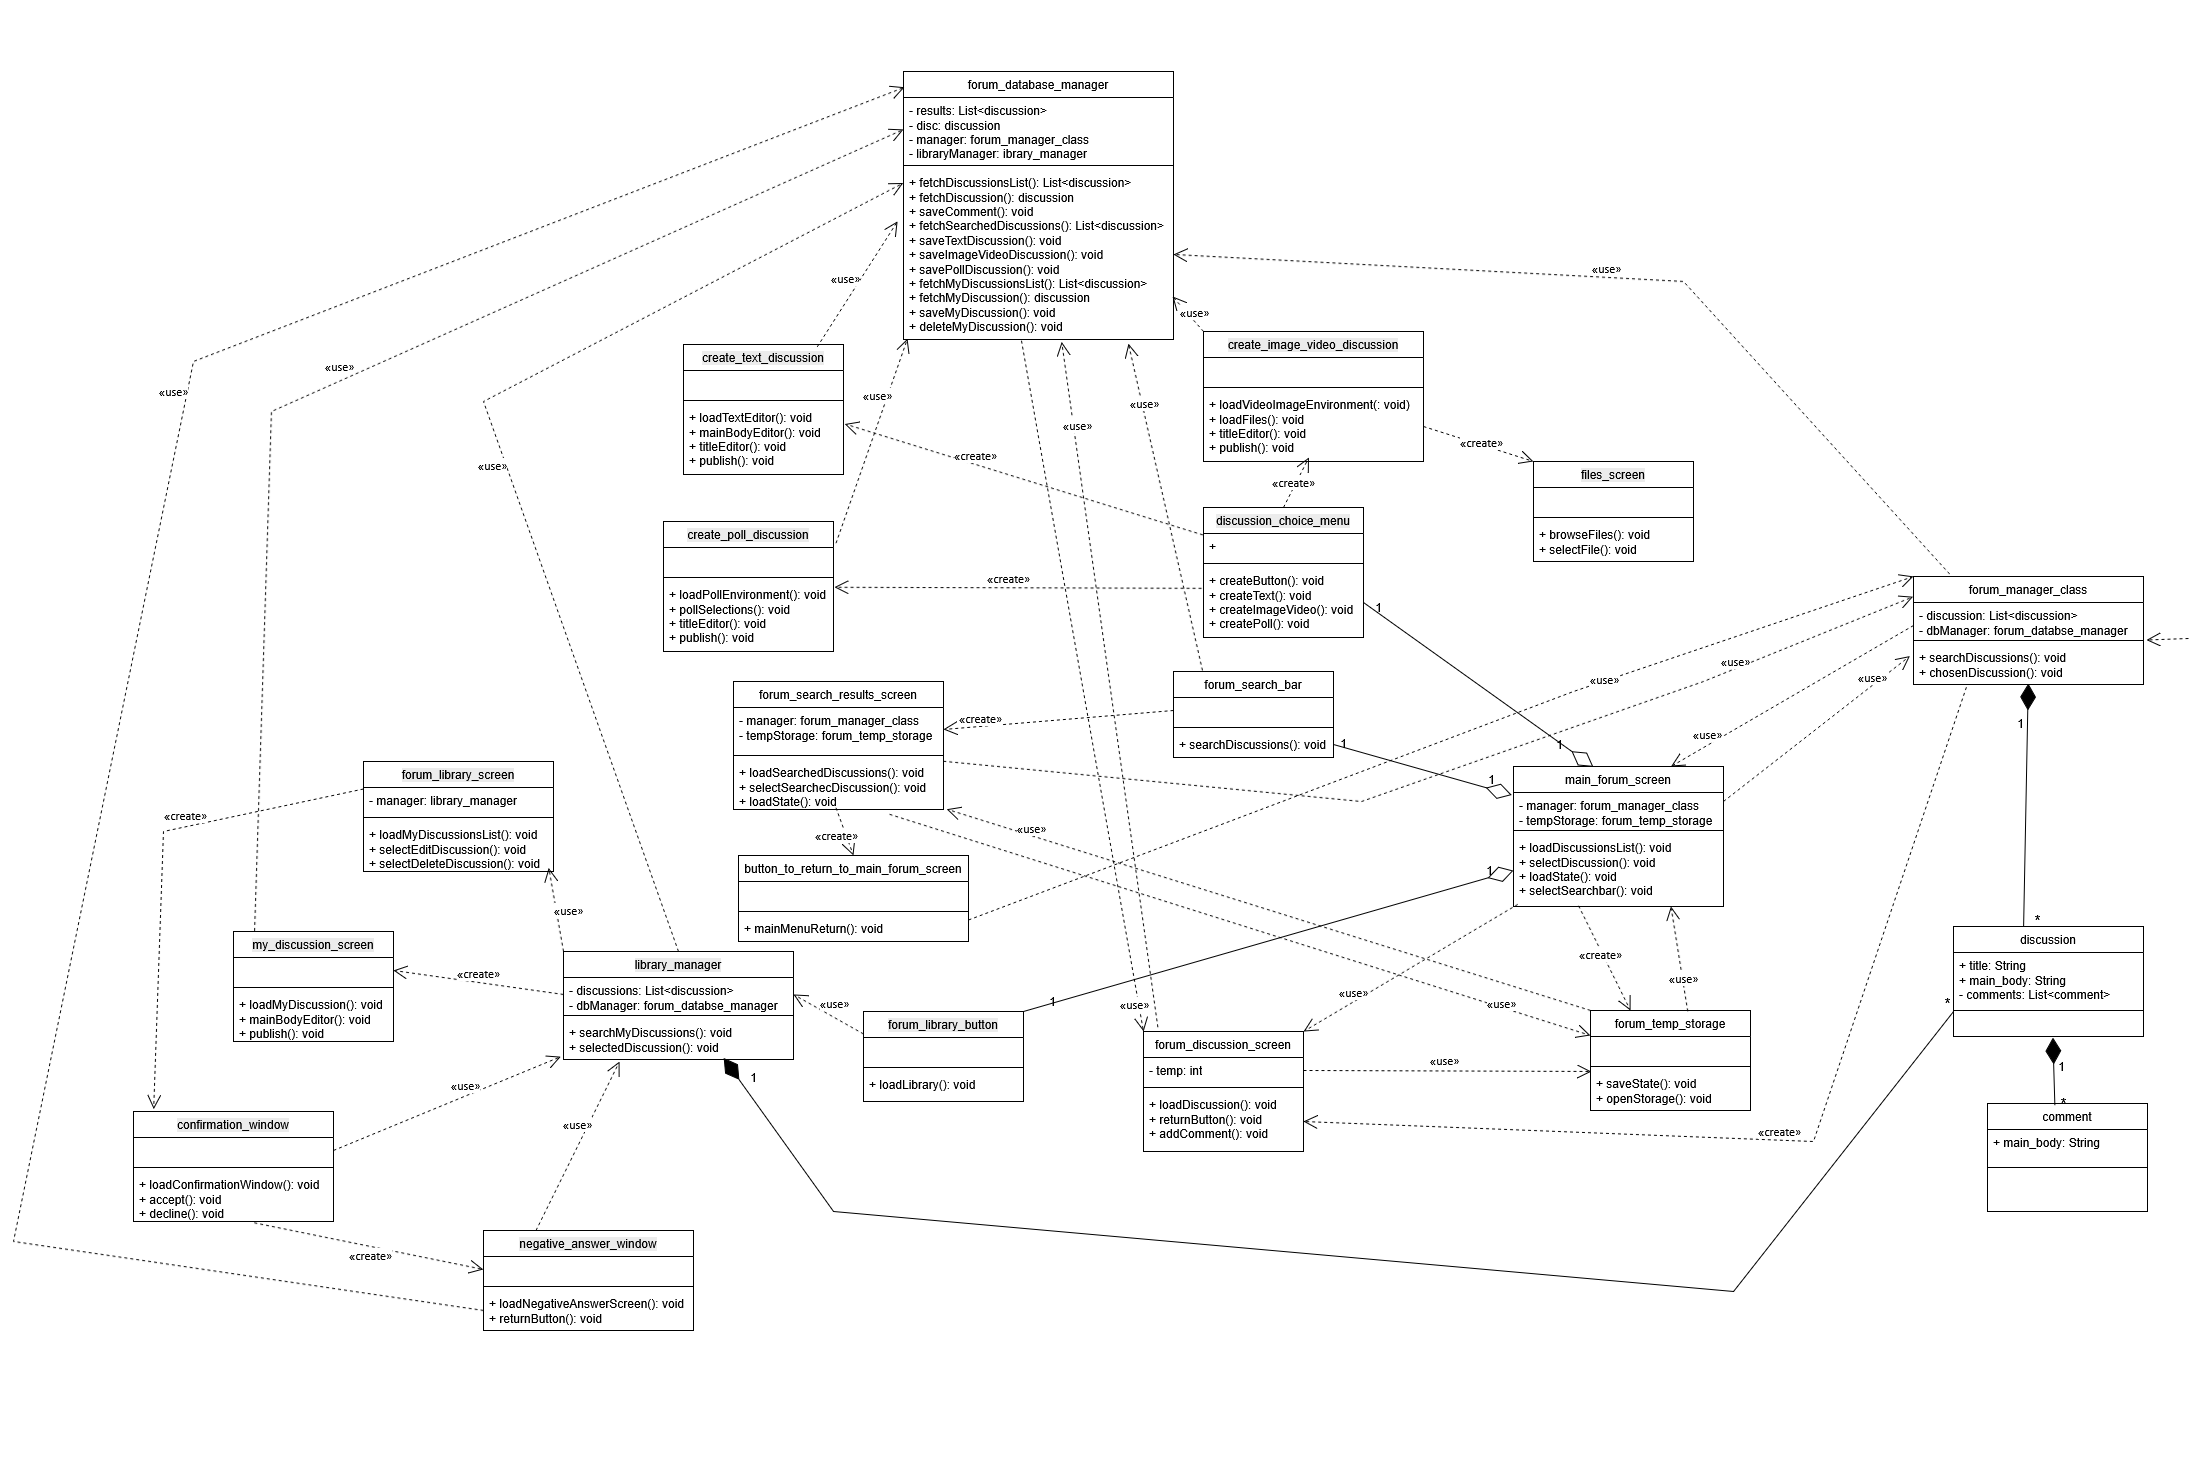 forum_database_manager
- results: List<discussion>
- disc: discussion
- manager: forum_manager_class
- libraryManager: ibrary_manager
+ fetchDiscussionsList(): List<discussion>
+ fetchDiscussion(): discussion
+ saveComment(): void
+ fetchSearchedDiscussions(): List<discussion>
+ saveTextDiscussion(): void
+ saveImageVideoDiscussion(): void
+ savePollDiscussion(): void
+ fetchMyDiscussionsList(): List<discussion>
+ fetchMyDiscussion(): discussion
+ saveMyDiscussion(): void
+ deleteMyDiscussion(): void
«use»
«use»
«use»
«use»
«use»
«use»
«use»
«use»
«use»
«use»
create_text_discussion
+ loadTextEditor(): void
+ mainBodyEditor(): void
+ titleEditor(): void
+ publish(): void
create_image_video_discussion
+ loadVideoImageEnvironment(: void)
+ loadFiles(): void
+ titleEditor(): void
+ publish(): void
«create»
«create»
«create»
«create»
files_screen
+ browseFiles(): void
+ selectFile(): void
create_poll_discussion
+ loadPollEnvironment(): void
+ pollSelections(): void
+ titleEditor(): void
+ publish(): void
discussion_choice_menu
+
+ createButton(): void
+ createText(): void
+ createImageVideo(): void
+ createPoll(): void
1
1
forum_manager_class
- discussion: List<discussion>
- dbManager: forum_databse_manager
+ searchDiscussions(): void
+ chosenDiscussion(): void
«use»
«use»
«use»
«use»
1
*
forum_search_results_screen
- manager: forum_manager_class
- tempStorage: forum_temp_storage
+ loadSearchedDiscussions(): void
+ selectSearchecDiscussion(): void
+ loadState(): void
«create»
forum_search_bar
+ searchDiscussions(): void
1
1
main_forum_screen
- manager: forum_manager_class
- tempStorage: forum_temp_storage
+ loadDiscussionsList(): void
+ selectDiscussion(): void
+ loadState(): void
+ selectSearchbar(): void
1
1
forum_library_screen
- manager: library_manager
+ loadMyDiscussionsList(): void
+ selectEditDiscussion(): void
+ selectDeleteDiscussion(): void
«create»
«create»
«use»
button_to_return_to_main_forum_screen
+ mainMenuReturn(): void
«use»
my_discussion_screen
+ loadMyDiscussion(): void
+ mainBodyEditor(): void
+ publish(): void
«create»
library_manager
- discussions: List<discussion>
- dbManager: forum_databse_manager
+ searchMyDiscussions(): void
+ selectedDiscussion(): void
1
*
«use»
forum_library_button
+ loadLibrary(): void
«use»
forum_discussion_screen
- temp: int
+ loadDiscussion(): void
+ returnButton(): void
+ addComment(): void
«use»
«use»
«use»
«create»
«use»
«create»
forum_temp_storage
+ saveState(): void
+ openStorage(): void
discussion
+ title: String
+ main_body: String
- comments: List<comment>
1
*
comment
+ main_body: String
confirmation_window
+ loadConfirmationWindow(): void
+ accept(): void
+ decline(): void
«use»
«use»
«create»
negative_answer_window
+ loadNegativeAnswerScreen(): void
+ returnButton(): void